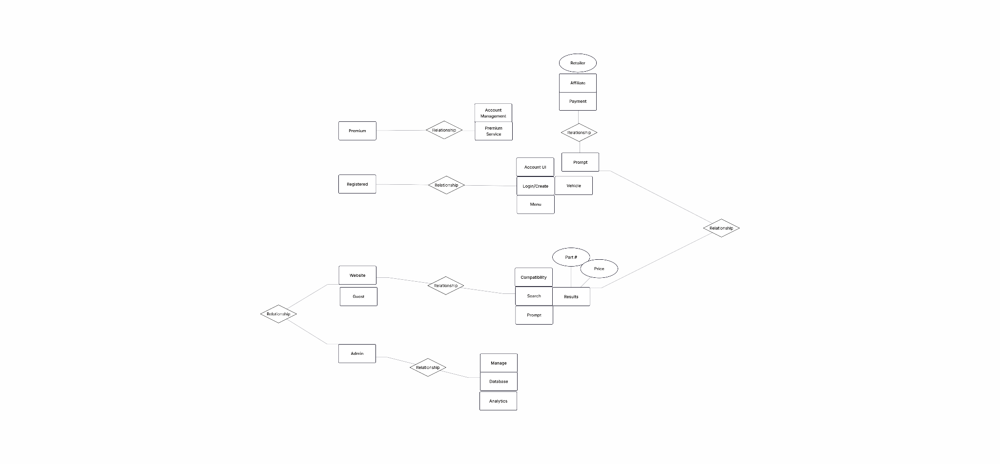 Retailer
Affiliate
Payment
Account
Management
Premium
Relationship
Premium
Service
Relationship
Prompt
Account UI
Registered
Relationship
Login/Create
Vehicle
Menu
Relationship
Part #
Price
Website
Compatibility
Relationship
Guest
Search
Results
Relationship
Prompt
Admin
Relationship
Manage
Database
Analytics